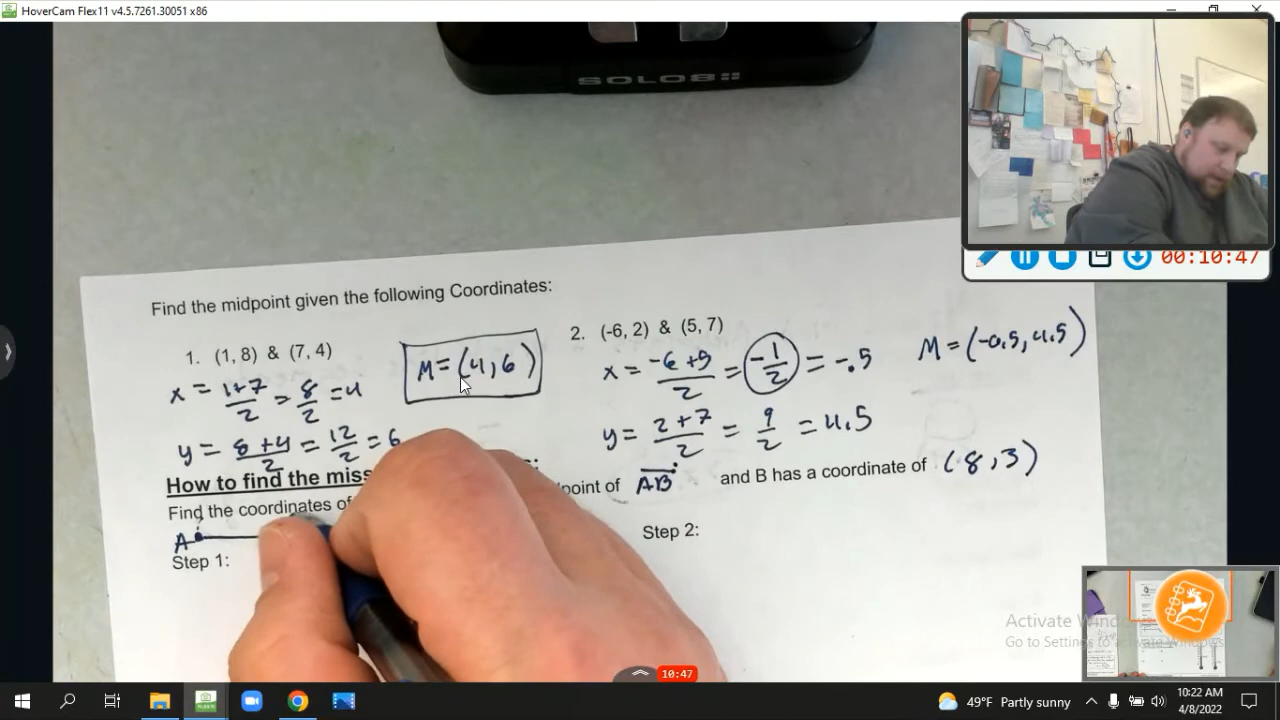 HoverCam Flex11 v4.5.7261.30051 x86
SOLO8
00:10:47
Find the midpoint given the following Coordinates:
1. (1, 8) & (7, 4)
x = 1+7/2 = 8/2 = 4
y = 8+4/2 = 12/2 = 6
M = (4, 6)
2. (-6, 2) & (5, 7)
x = -6+5/2 = -1/2 = -.5
y = 2+7/2 = 9/2 = 4.5
M = (-0.5, 4.5)
How to find the
Find the coordinates of
point of AB and B has a coordinate of (8, 3)
A
Step 1:
Step 2:
Activate
Go to Settings to activate Windows
10:47
49°F Partly sunny
10:22 AM
4/8/2022